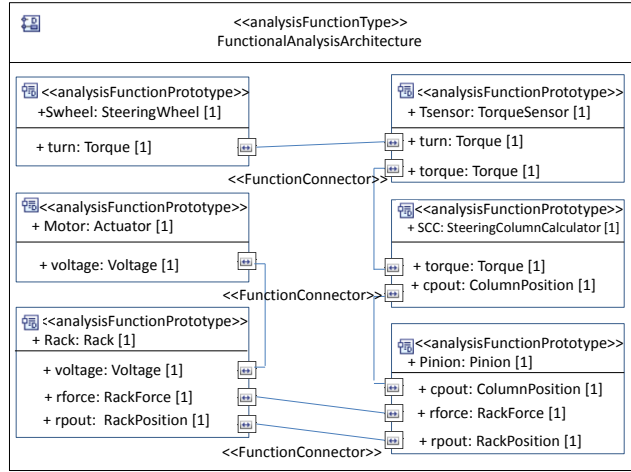 <<analysisFunctionType>>
FunctionalAnalysisArchitecture
<<analysisFunctionPrototype>>
+Swheel: SteeringWheel [1]
+ turn: Torque [1]
<<analysisFunctionPrototype>>
+ Tsensor: TorqueSensor [1]
+ turn: Torque [1]
+ torque: Torque [1]
<<FunctionConnector>>
<<analysisFunctionPrototype>>
+ Motor: Actuator [1]
+ voltage: Voltage [1]
<<analysisFunctionPrototype>>
+ SCC: SteeringColumnCalculator [1]
+ torque: Torque [1]
+ cpout: ColumnPosition [1]
<<FunctionConnector>>
<<analysisFunctionPrototype>>
+ Rack: Rack [1]
+ voltage: Voltage [1]
+ rforce: RackForce [1]
+ rpout: RackPosition [1]
<<analysisFunctionPrototype>>
+ Pinion: Pinion [1]
+ cpout: ColumnPosition [1]
+ rforce: RackForce [1]
+ rpout: RackPosition [1]
<<FunctionConnector>>